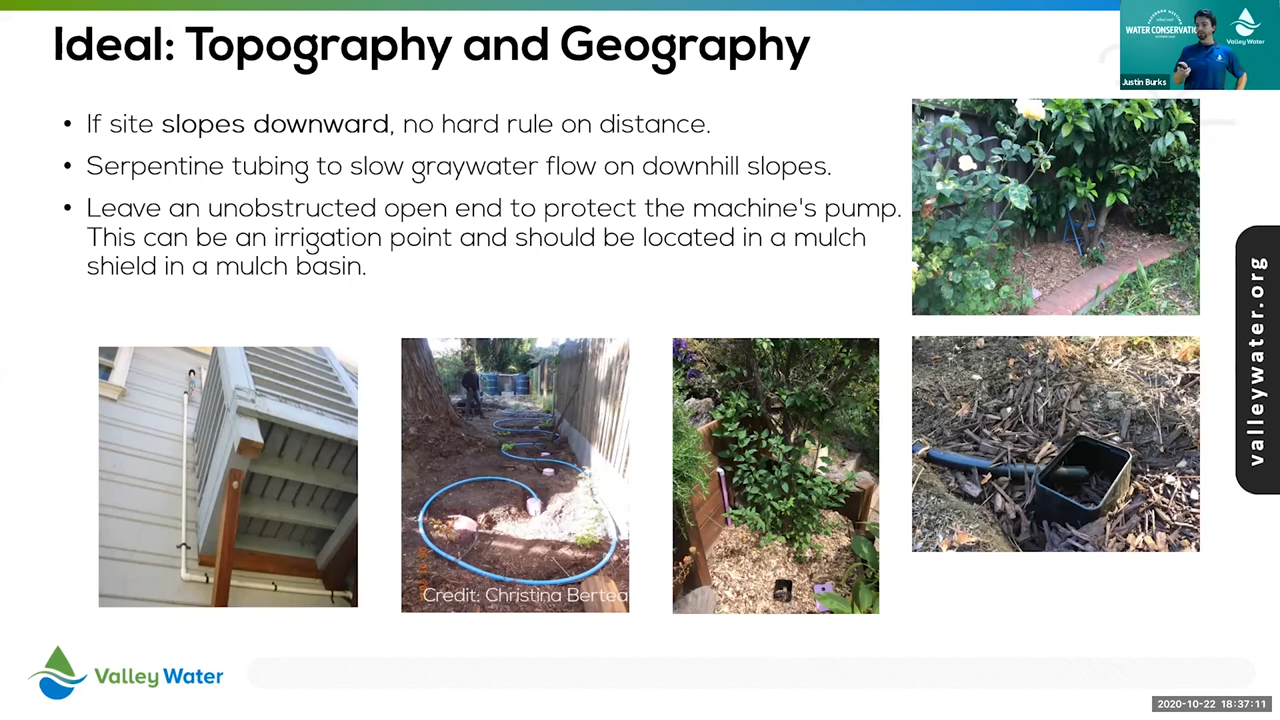 Ideal: Topography and Geography
• If site slopes downward, no hard rule on distance.
• Serpentine tubing to slow graywater flow on downhill slopes.
• Leave an unobstructed open end to protect the machine's pump.
This can be an irrigation point and should be located in a mulch
shield in a mulch basin.
WATER CONSERVATIO
Valley Water
Justin Burks
valleywater.org
Credit: Christina Bertea
Valley Water
2020-10-22 18:37:11